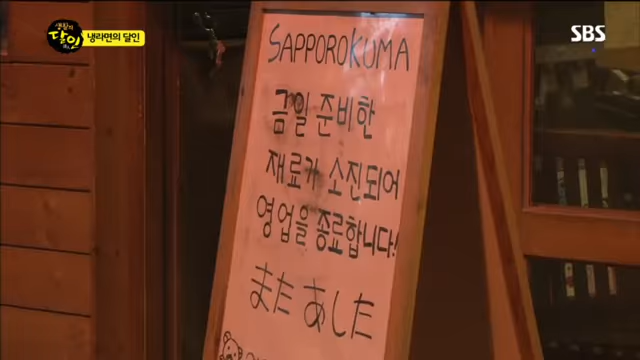 생활의
달인
냉라면의 달인
SBS
SAPPOROKUMA
금일 준비한
재료가 소진되어
영업을 종료합니다!
また あした